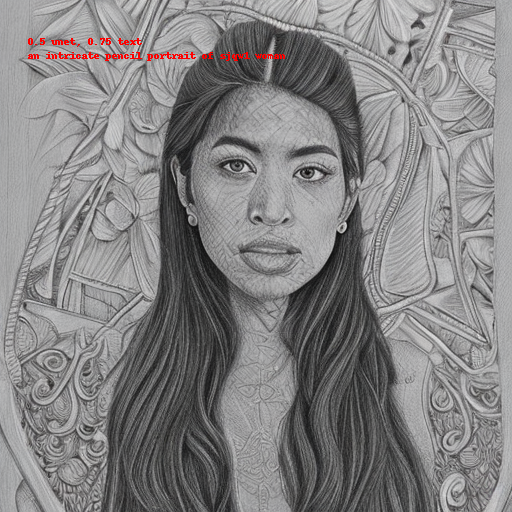 0.5 unet, 0.75 text
an intricate pencil portrait of woman